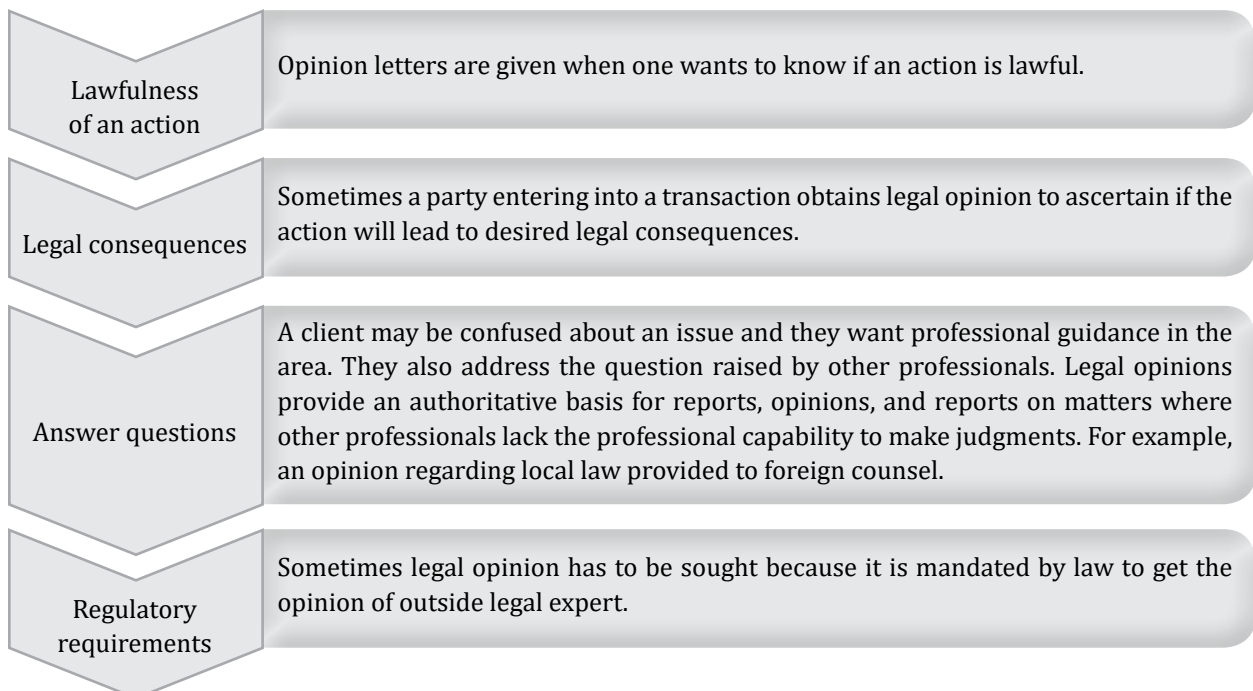 Lawfulness
of an action
Opinion letters are given when one wants to know if an action is lawful.
Legal consequences
Sometimes a party entering into a transaction obtains legal opinion to ascertain if the
action will lead to desired legal consequences.
Answer questions
A client may be confused about an issue and they want professional guidance in the
area. They also address the question raised by other professionals. Legal opinions
provide an authoritative basis for reports, opinions, and reports on matters where
other professionals lack the professional capability to make judgments. For example,
an opinion regarding local law provided to foreign counsel.
Regulatory
requirements
Sometimes legal opinion has to be sought because it is mandated by law to get the
opinion of outside legal expert.